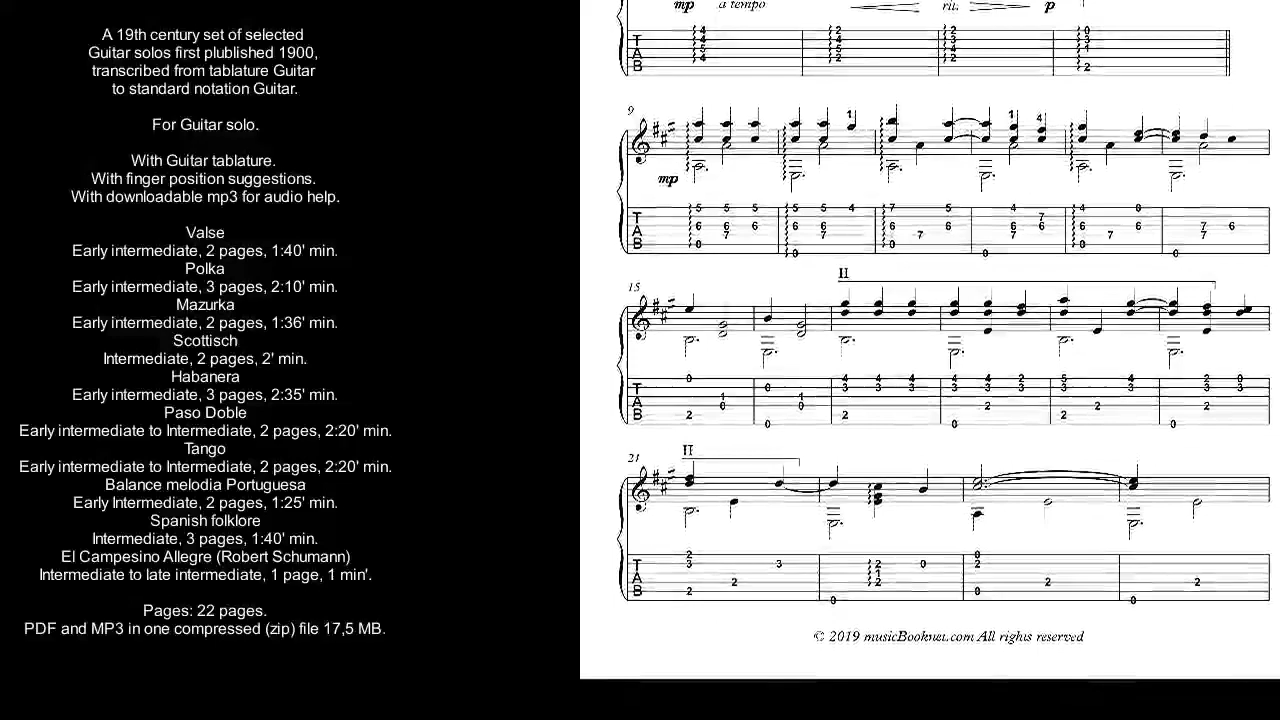 A 19th century set of selected
Guitar solos first plublished 1900,
transcribed from tablature Guitar
to standard notation Guitar.
For Guitar solo.
With Guitar tablature.
With finger position suggestions.
With downloadable mp3 for audio help.
Valse
Early intermediate, 2 pages, 1:40' min.
Polka
Early intermediate, 3 pages, 2:10' min.
Mazurka
Early intermediate, 2 pages, 1:36' min.
Scottisch
Intermediate, 2 pages, 2' min.
Habanera
Early intermediate, 3 pages, 2:35' min.
Paso Doble
Early intermediate to Intermediate, 2 pages, 2:20' min.
Tango
Early intermediate to Intermediate, 2 pages, 2:20' min.
Balance melodia Portuguesa
Early Intermediate, 2 pages, 1:25' min.
Spanish folklore
Intermediate, 3 pages, 1:40' min.
El Campesino Allegre (Robert Schumann)
Intermediate to late intermediate, 1 page, 1 min'.
Pages: 22 pages.
PDF and MP3 in one compressed (zip) file 17,5 MB.
mp a tempo rit. p
9
mp
15
II
21
II
© 2019 musicBooknet.com All rights reserved